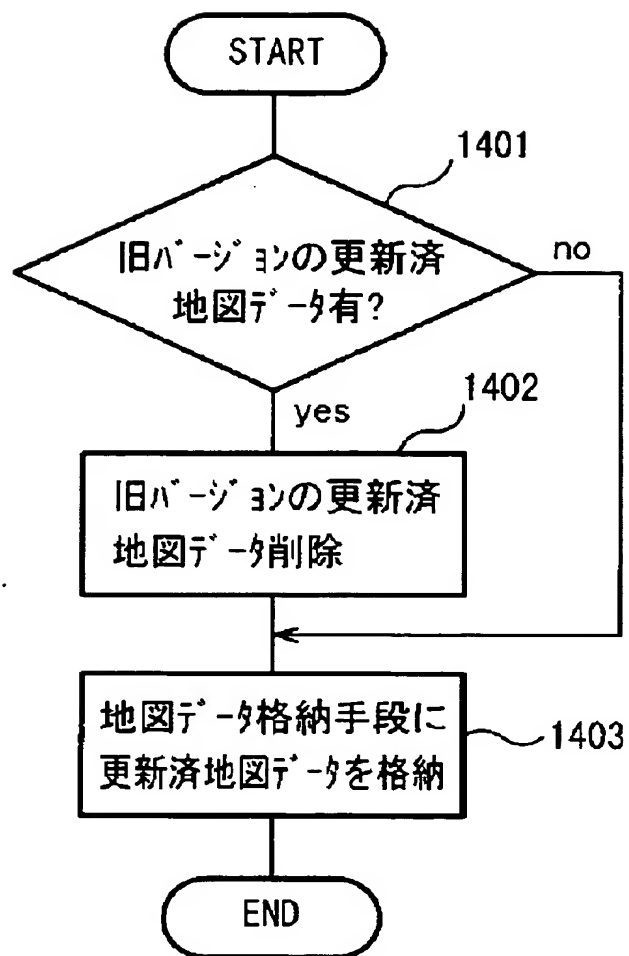 START
1401
旧ﾊﾞｰｼﾞｮﾝの更新済
地図ﾃﾞｰﾀ有?
no
yes
1402
旧ﾊﾞｰｼﾞｮﾝの更新済
地図ﾃﾞｰﾀ削除
地図ﾃﾞｰﾀ格納手段に
更新済地図ﾃﾞｰﾀを格納
1403
END